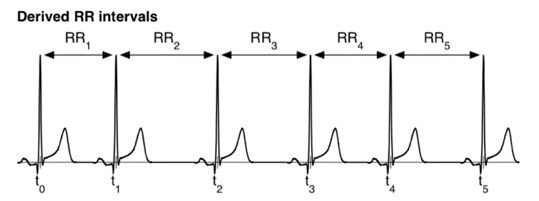 Derived RR intervals
RR1 RR2 RR3 RR4 RR5
t0 t1 t2 t3 t4 t5